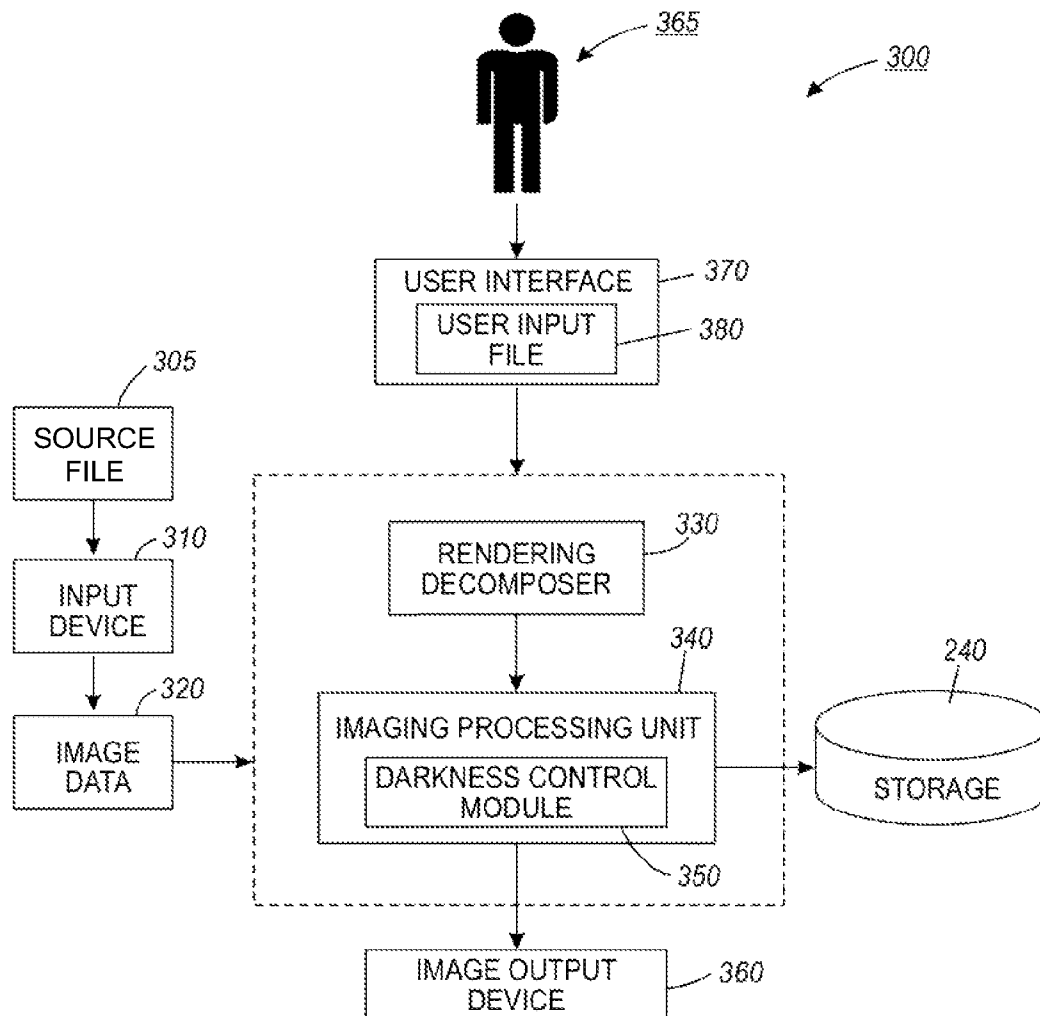 365
300
USER INTERFACE
370
USER INPUT
FILE
380
305
SOURCE
FILE
310
INPUT
DEVICE
320
IMAGE
DATA
RENDERING
DECOMPOSER
330
340
IMAGING PROCESSING UNIT
DARKNESS CONTROL
MODULE
350
240
STORAGE
IMAGE OUTPUT
DEVICE
360